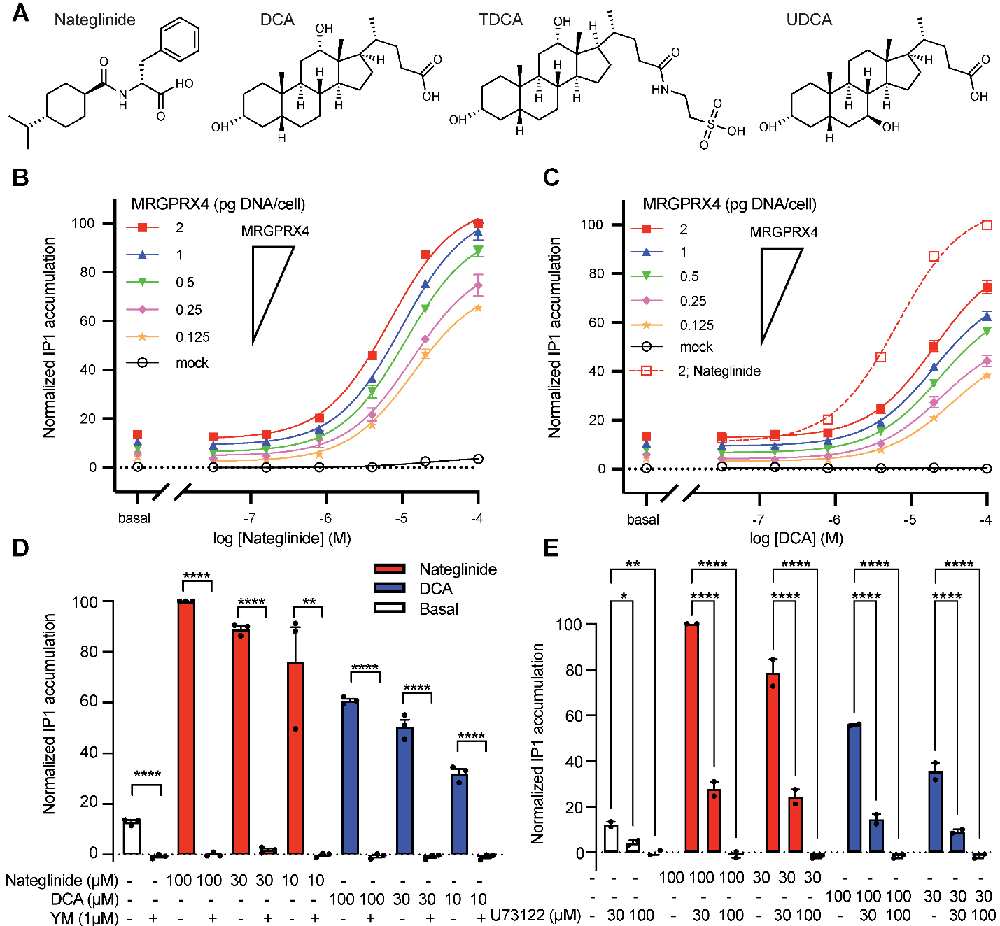 A
Nateglinide
DCA
TDCA
UDCA
O
N
H
HO
O
OH
H
H
H
H
H
OH
O
OH
OH
H
H
H
H
H
OH
O
HN
O
S
OH
O
H
H
H
H
H
OH
OH
O
OH
B
MRGPRX4 (pg DNA/cell)
2
1
0.5
0.25
0.125
mock
MRGPRX4
Normalized IP1 accumulation
100
80
60
40
20
0
basal
-7
-6
-5
-4
log [Nateglinide] (M)
C
MRGPRX4 (pg DNA/cell)
2
1
0.5
0.25
0.125
mock
2; Nateglinide
MRGPRX4
Normalized IP1 accumulation
100
80
60
40
20
0
basal
-7
-6
-5
-4
log [DCA] (M)
D
Nateglinide
DCA
Basal
Normalized IP1 accumulation
100
80
60
40
20
0
**** **** **** ** **** **** ****
Nateglinide (µM) - - 100 100 30 30 10 10 - - - - - -
DCA (µM) - - - - - - - - 100 100 30 30 10 10
YM (1µM) - + - + - + - + - + - + - +
E
Normalized IP1 accumulation
100
80
60
40
20
0
** **** **** **** ****
* **** **** **** ****
- - - 100 100 100 30 30 30 - - - - - -
- - - - - - - - - 100 100 100 30 30 30
U73122 (µM) - 30 100 - 30 100 - 30 100 - 30 100 - 30 100